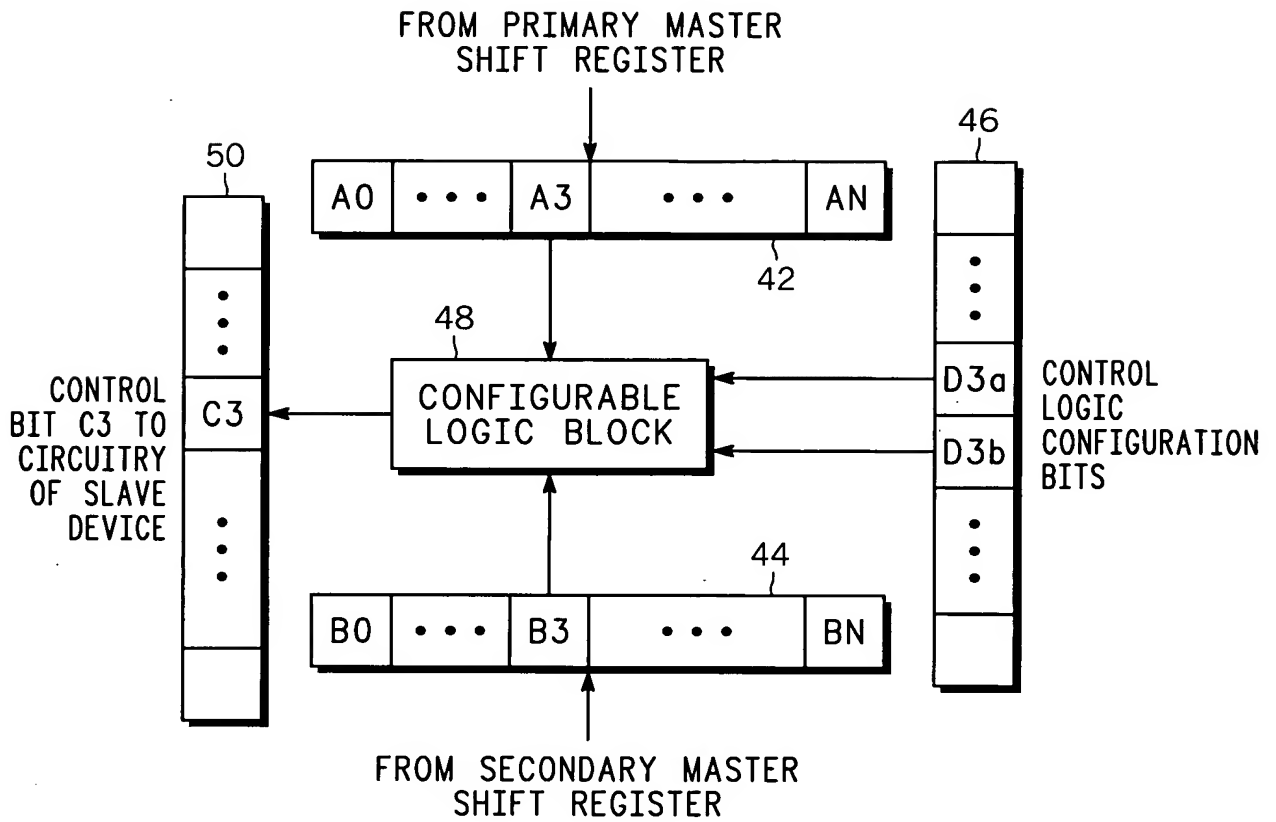 FROM PRIMARY MASTER
SHIFT REGISTER
50
46
A0 ••• A3 ••• AN
42
48
CONFIGURABLE
LOGIC BLOCK
CONTROL
BIT C3 TO
CIRCUITRY
OF SLAVE
DEVICE
C3
D3a
D3b
CONTROL
LOGIC
CONFIGURATION
BITS
44
B0 ••• B3 ••• BN
FROM SECONDARY MASTER
SHIFT REGISTER